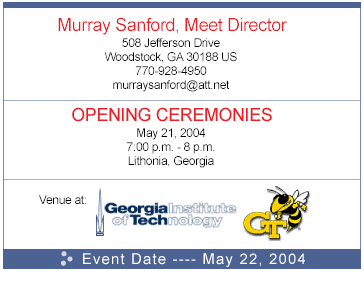 Murray Sanford, Meet Director
508 Jefferson Drive
Woodstock, GA 30188 US
770-928-4950
murraysanford@att.net
OPENING CEREMONIES
May 21, 2004
7:00 p.m. - 8 p.m.
Lithonia, Georgia
Venue at:
Georgia Institute
of Technology
GT
Event Date ---- May 22, 2004